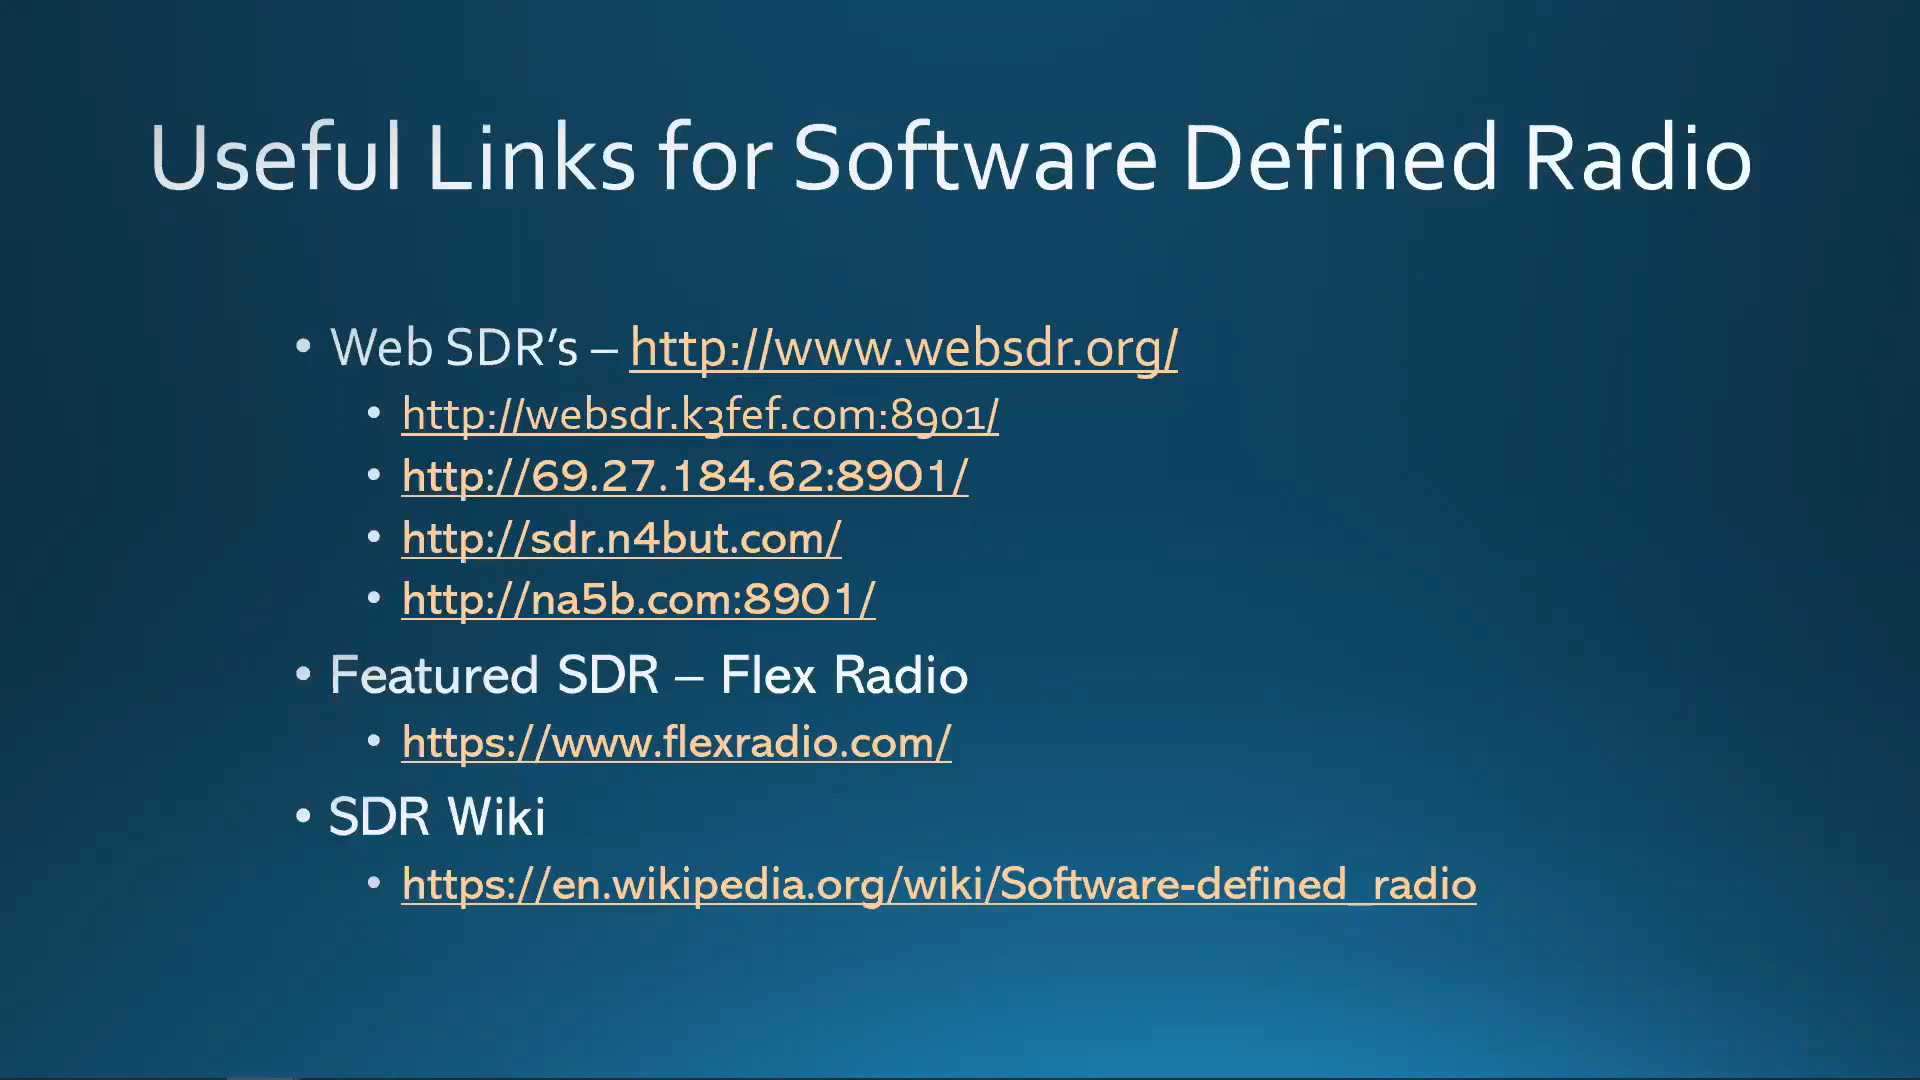 Useful Links for Software Defined Radio
• Web SDR’s – http://www.websdr.org/
• http://websdr.k3fef.com:8901/
• http://69.27.184.62:8901/
• http://sdr.n4but.com/
• http://na5b.com:8901/
• Featured SDR – Flex Radio
• https://www.flexradio.com/
• SDR Wiki
• https://en.wikipedia.org/wiki/Software-defined_radio